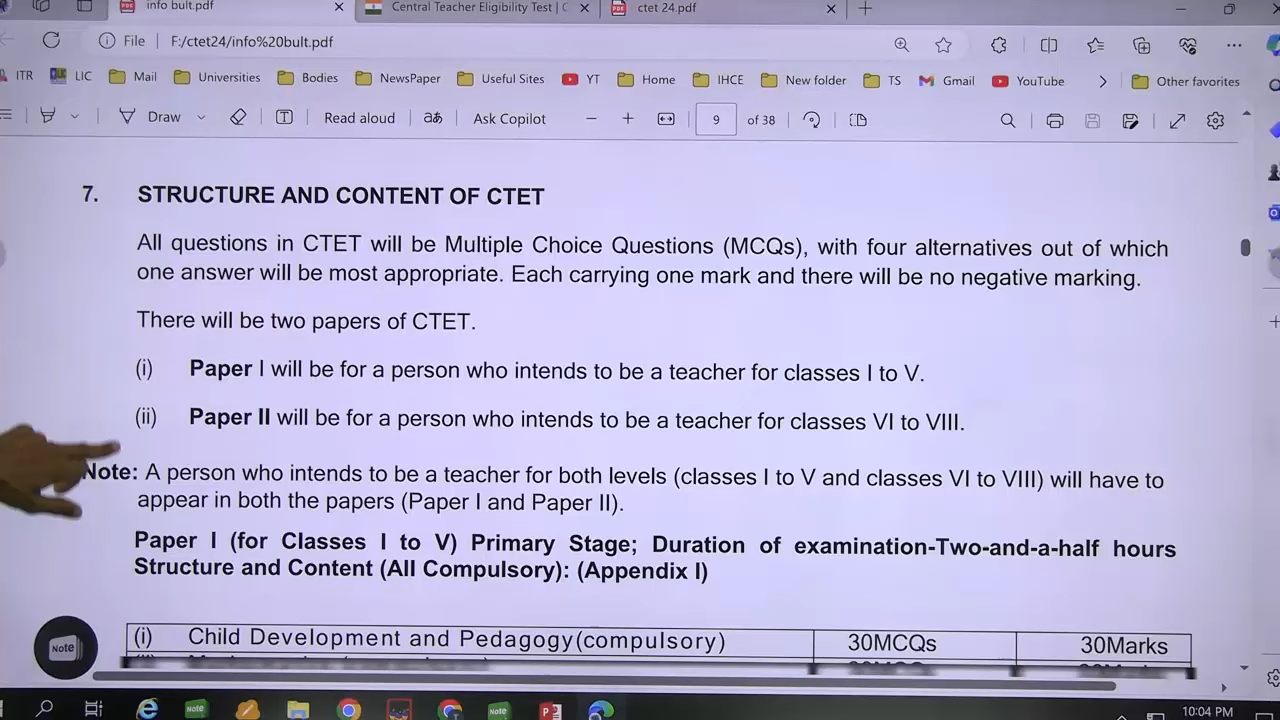 info bult.pdf
Central Teacher Eligibility Test | C
ctet 24.pdf
File F:/ctet24/info%20bult.pdf
ITR LIC Mail Universities Bodies NewsPaper Useful Sites YT Home IHCE New folder TS Gmail YouTube Other favorites
Draw Read aloud aあ Ask Copilot 9 of 38
7. STRUCTURE AND CONTENT OF CTET
All questions in CTET will be Multiple Choice Questions (MCQs), with four alternatives out of which
one answer will be most appropriate. Each carrying one mark and there will be no negative marking.
There will be two papers of CTET.
(i) Paper I will be for a person who intends to be a teacher for classes I to V.
(ii) Paper II will be for a person who intends to be a teacher for classes VI to VIII.
Note: A person who intends to be a teacher for both levels (classes I to V and classes VI to VIII) will have to
appear in both the papers (Paper I and Paper II).
Paper I (for Classes I to V) Primary Stage; Duration of examination-Two-and-a-half hours
Structure and Content (All Compulsory): (Appendix I)
(i) Child Development and Pedagogy(compulsory) 30MCQs 30Marks
Note
Note
Note
10:04 PM